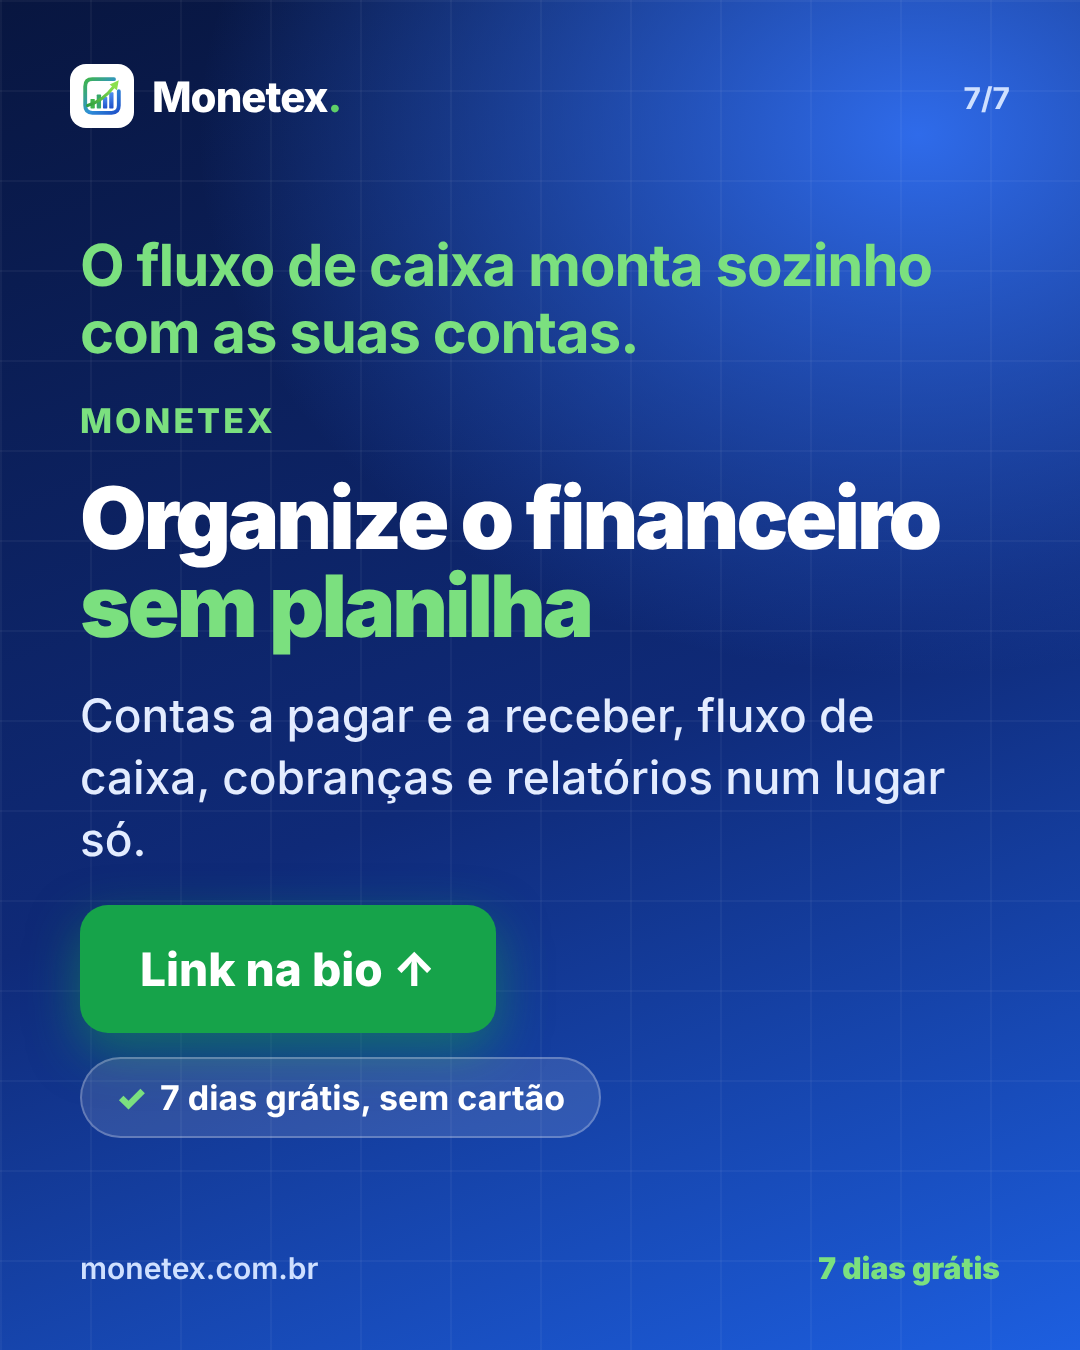 Monetex.
7/7
O fluxo de caixa monta sozinho
com as suas contas.
MONETEX
Organize o financeiro
sem planilha
Contas a pagar e a receber, fluxo de
caixa, cobranças e relatórios num lugar
só.
Link na bio ↑
✓ 7 dias grátis, sem cartão
monetex.com.br
7 dias grátis